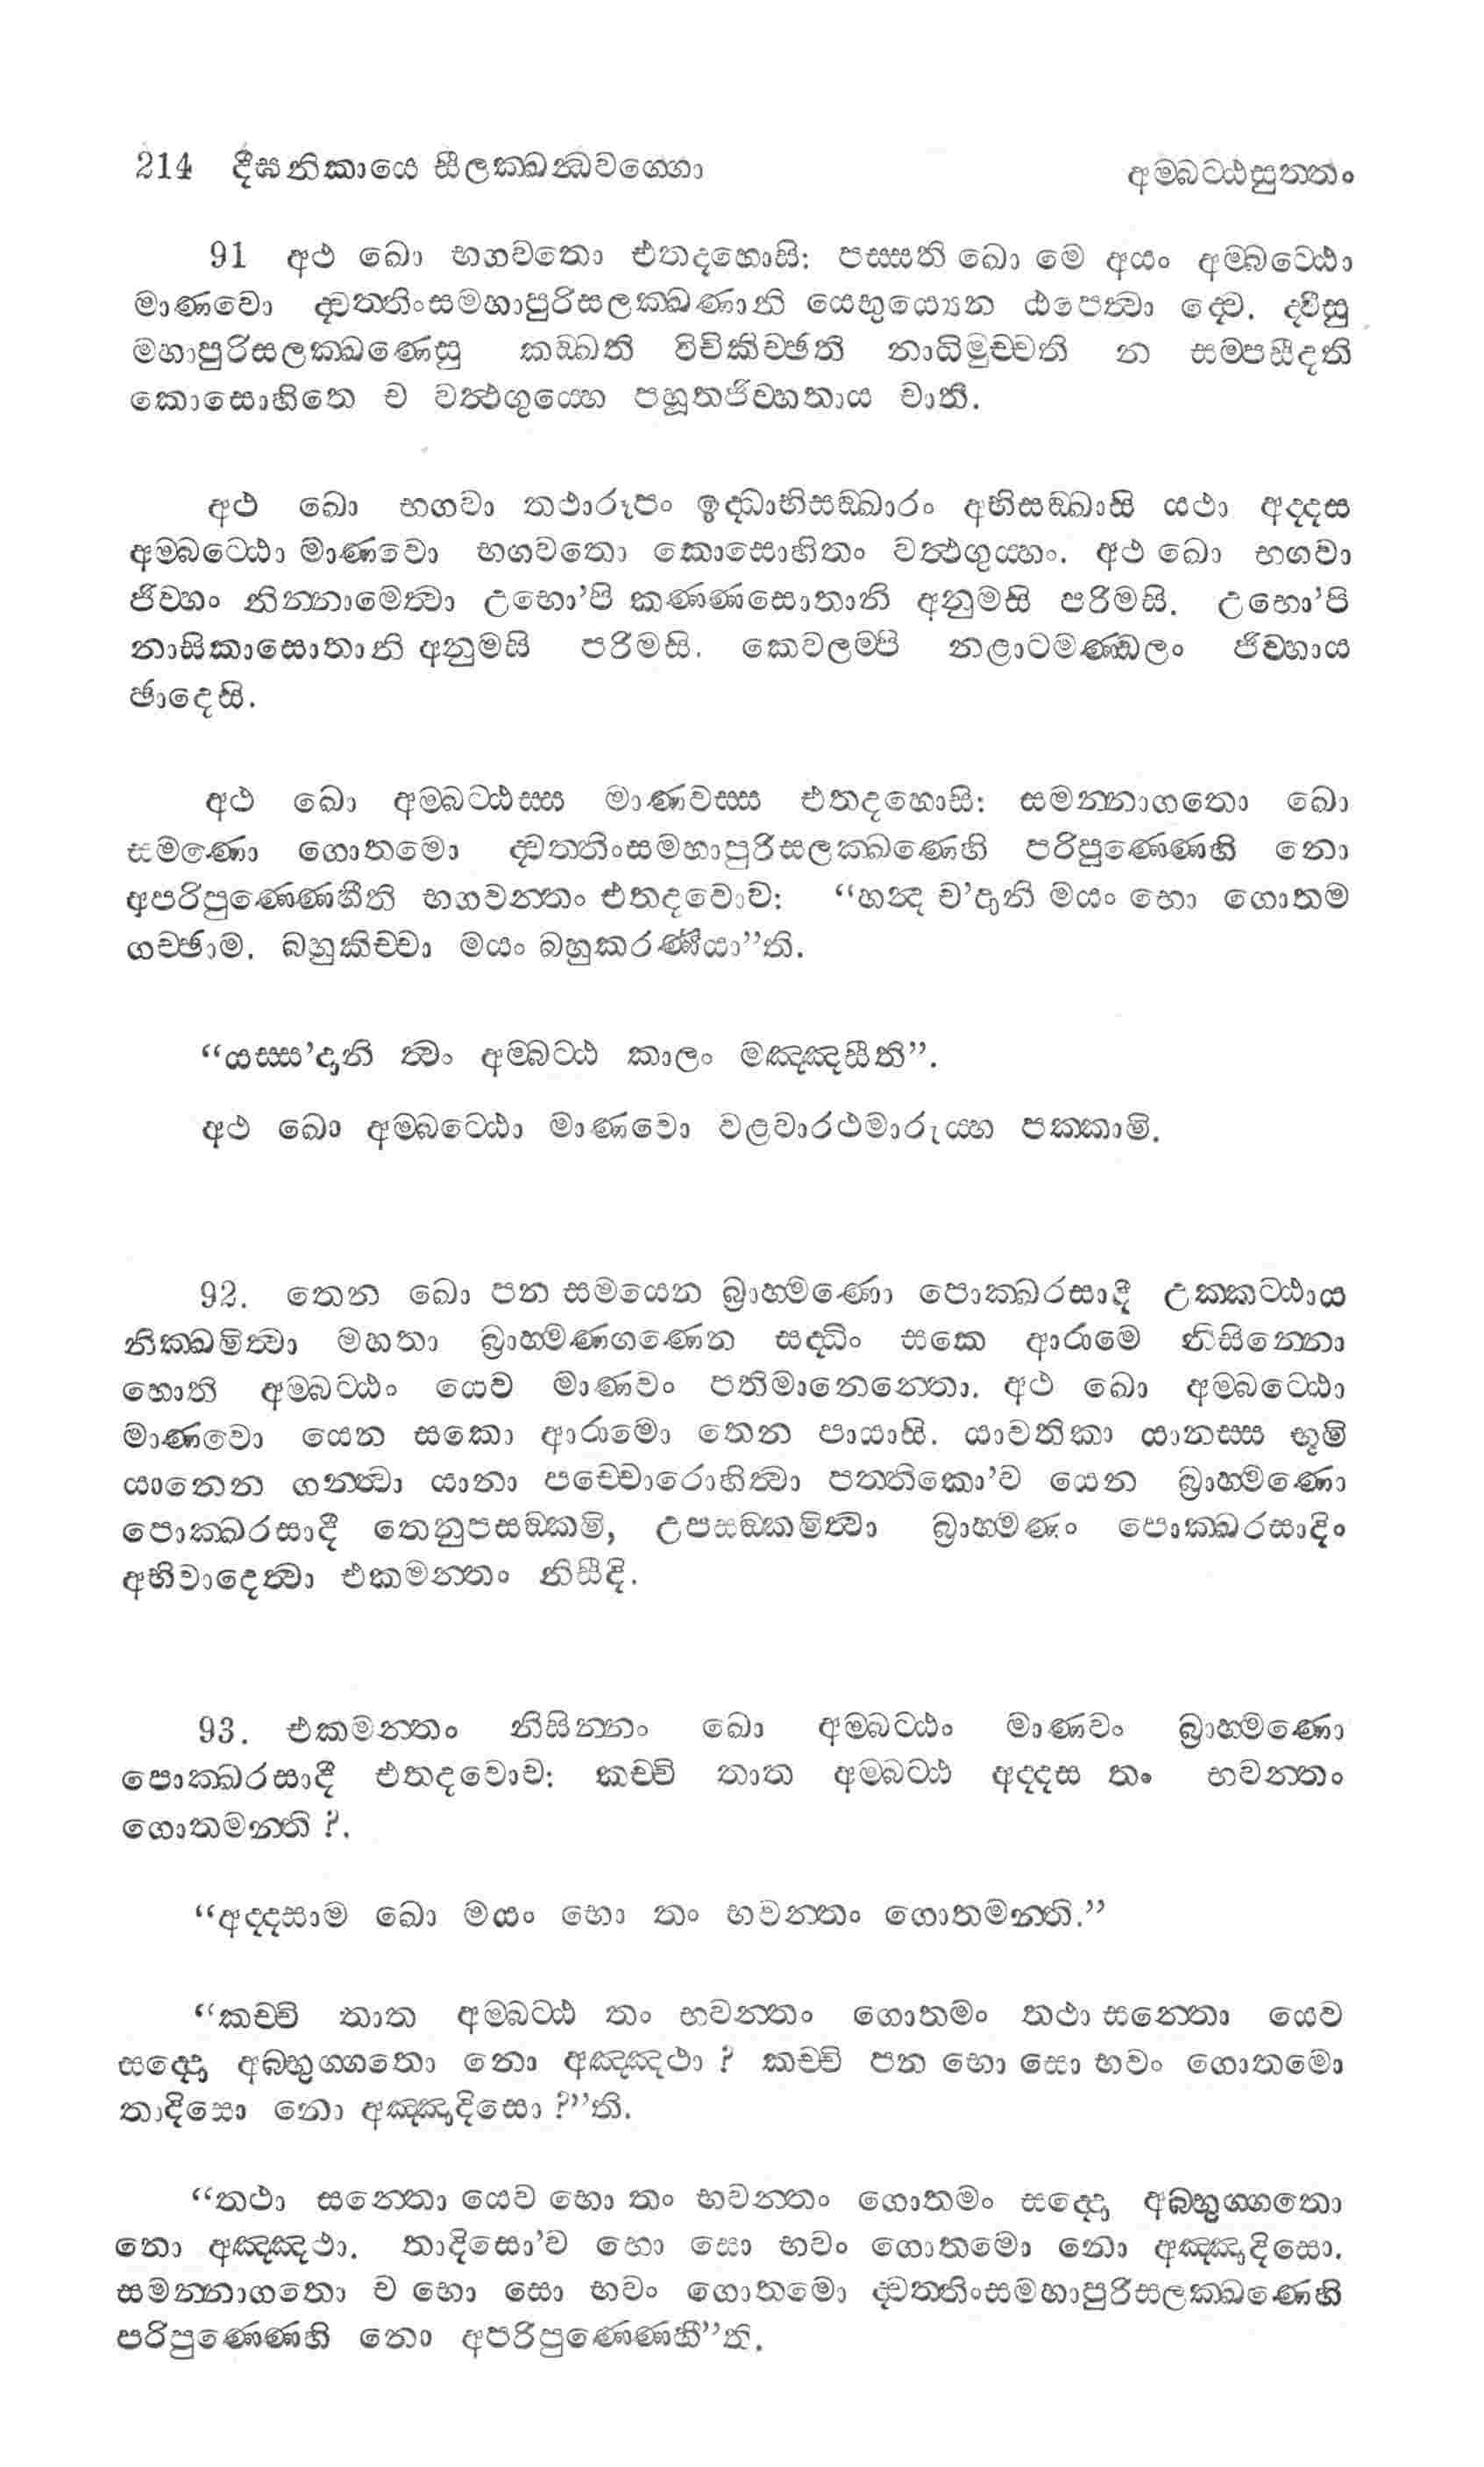 214 දීඝනිකායෙ සීලක්ඛන්ධවග්ගො
අම්බට්ඨසුත්තං
91 අථ ඛො භගවතො එතදහොසි: පස්සති ඛො මෙ අයං අම්බට්ඨො
මාණවො ද්වත්තිංසමහාපුරිසලක්ඛණානි යෙභුය්‍යෙන ඨපෙත්වා ද්වෙ. ද්වීසු
මහාපුරිසලක්ඛණෙසු කඞ්ඛති විචිකිච්ඡති නාධිමුච්චති න සම්පසීදති
කොසොහිතෙ ච වත්ථගුය්හෙ පහූතජිව්හතාය චාති.
අථ ඛො භගවා තථාරූපං ඉද්ධාභිසඞ්ඛාරං අභිසඞ්ඛාසි යථා අද්දස
අම්බට්ඨො මාණවො භගවතො කොසොහිතං වත්ථගුය්හං. අථ ඛො භගවා
ජිව්හං නින්නාමෙත්වා උභො’පි කණ්ණසොතානි අනුමසි පරිමසි. උභො’පි
නාසිකාසොතානි අනුමසි පරිමසි. කෙවලම්පි නළාටමණ්ඩලං ජිව්හාය
ඡාදෙසි.
අථ ඛො අම්බට්ඨස්ස මාණවස්ස එතදහොසි: සමන්නාගතො ඛො
සමණො ගොතමො ද්වත්තිංසමහාපුරිසලක්ඛණෙහි පරිපුණ්ණෙහි නො
අපරිපුණ්ණෙහීති භගවන්තං එතදවොච: “හන්ද ච’දානි මයං භො ගොතම
ගච්ඡාම. බහුකිච්චා මයං බහුකරණීයා”ති.
“යස්ස’දානි ත්වං අම්බට්ඨ කාලං මඤ්ඤසීති”.
අථ ඛො අම්බට්ඨො මාණවො වළවාරථමාරුය්හ පක්කාමි.
92. තෙන ඛො පන සමයෙන බ්‍රාහ්මණො පොක්ඛරසාදී උක්කට්ඨාය
නික්ඛමිත්වා මහතා බ්‍රාහ්මණගණෙන සද්ධිං සකෙ ආරාමෙ නිසින්නො
හොති අම්බට්ඨං යෙව මාණවං පතිමානෙන්තො. අථ ඛො අම්බට්ඨො
මාණවො යෙන සකො ආරාමො තෙන පායාසි. යාවතිකා යානස්ස භූමි
යානෙන ගන්ත්වා යානා පච්චොරොහිත්වා පත්තිකො’ව යෙන බ්‍රාහ්මණො
පොක්ඛරසාදී තෙනුපසඞ්කමි, උපසඞ්කමිත්වා බ්‍රාහ්මණං පොක්ඛරසාදිං
අභිවාදෙත්වා එකමන්තං නිසීදි.
93. එකමන්තං නිසින්නං ඛො අම්බට්ඨං මාණවං බ්‍රාහ්මණො
පොක්ඛරසාදී එතදවොච: කච්චි තාත අම්බට්ඨ අද්දස තං භවන්තං
ගොතමන්ති ?.
“අද්දසාම ඛො මයං භො තං භවන්තං ගොතමන්ති.”
“කච්චි තාත අම්බට්ඨ තං භවන්තං ගොතමං තථා සන්තො යෙව
සද්දො අබ්භුග්ගතො නො අඤ්ඤථා ? කච්චි පන භො සො භවං ගොතමො
තාදිසො නො අඤ්ඤාදිසො ?”ති.
“තථා සන්තො යෙව භො තං භවන්තං ගොතමං සද්දො අබ්භුග්ගතො
නො අඤ්ඤථා. තාදිසො’ව භො සො භවං ගොතමො නො අඤ්ඤාදිසො.
සමන්නාගතො ච භො සො භවං ගොතමො ද්වත්තිංසමහාපුරිසලක්ඛණෙහි
පරිපුණ්ණෙහි නො අපරිපුණ්ණෙහී”ති.